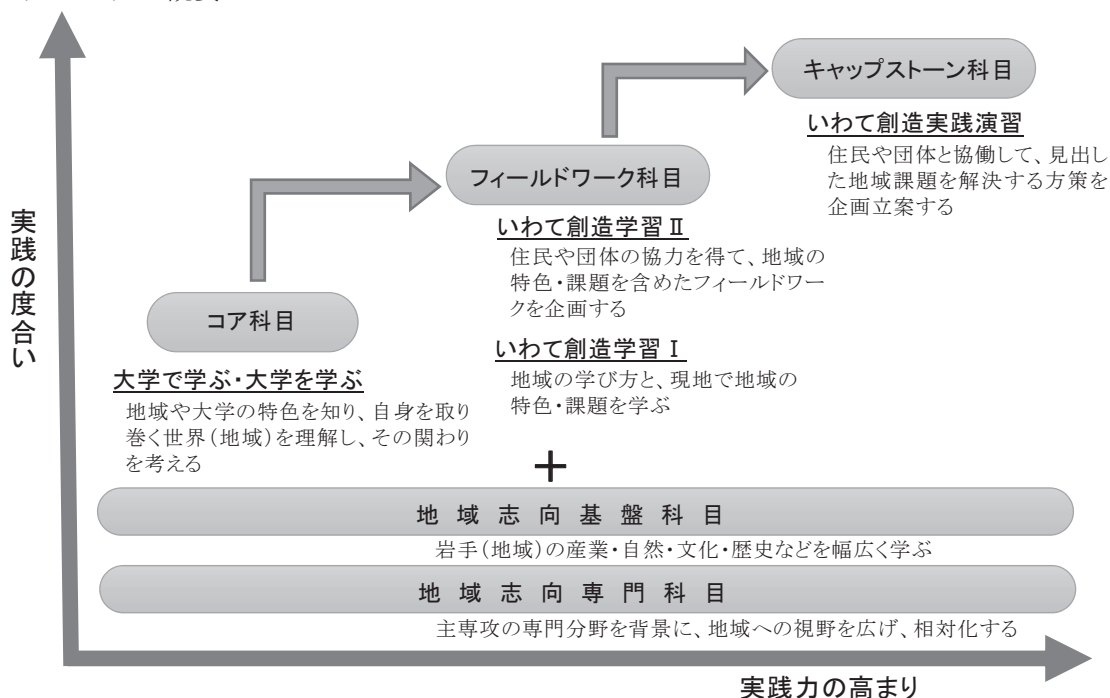 キャップストーン科目
いわて創造実践演習
住民や団体と協働して、見出し
た地域課題を解決する方策を
企画立案する
フィールドワーク科目
いわて創造学習Ⅱ
住民や団体の協力を得て、地域の
特色・課題を含めたフィールドワー
クを企画する
いわて創造学習Ⅰ
地域の学び方と、現地で地域の
特色・課題を学ぶ
コア科目
大学で学ぶ・大学を学ぶ
地域や大学の特色を知り、自身を取り
巻く世界(地域)を理解し、その関わり
を考える
実践の度合い
+
地域志向基盤科目
岩手(地域)の産業・自然・文化・歴史などを幅広く学ぶ
地域志向専門科目
主専攻の専門分野を背景に、地域への視野を広げ、相対化する
実践力の高まり